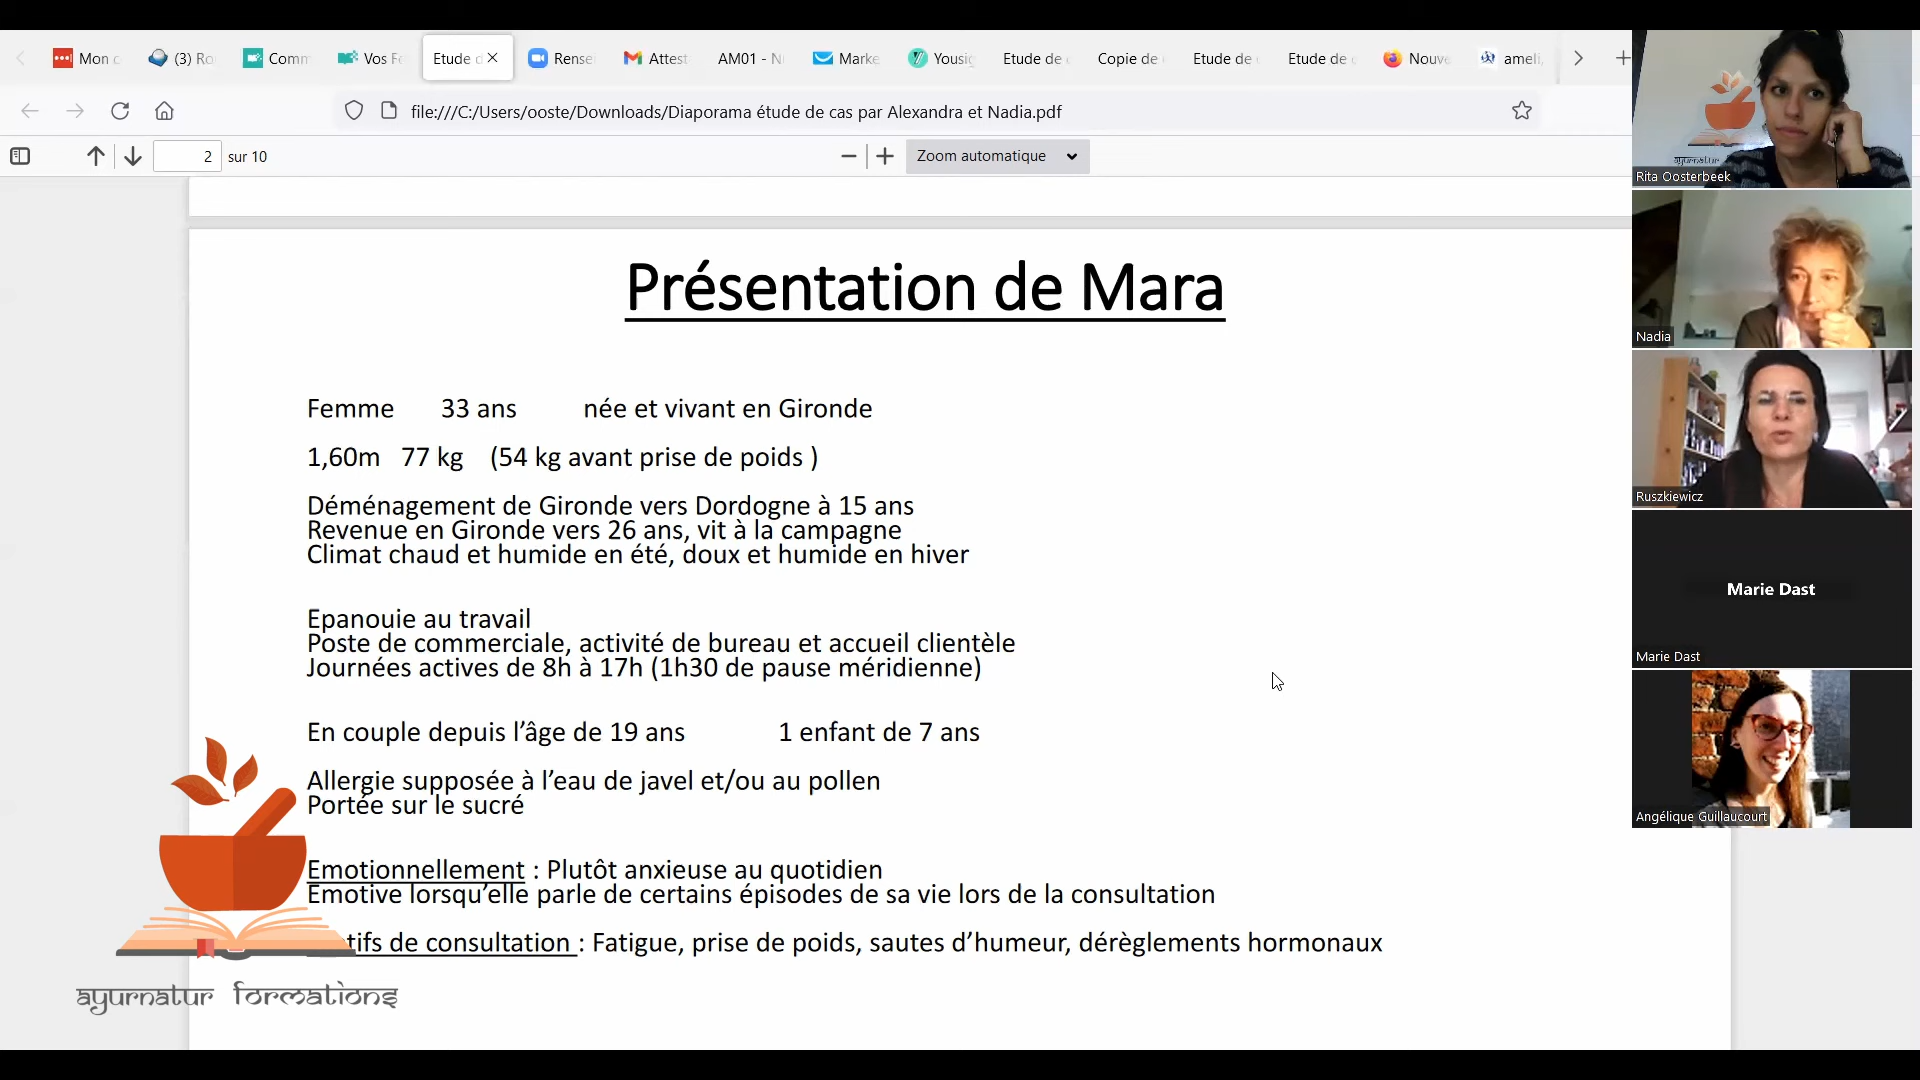 Mon c
(3) Ro
Comm
Vos Fo
Etude d
Rense
Attest
AM01 - N
Marke
Yousig
Etude de
Copie de
Etude de
Etude de
Nouve
ameli,
file:///C:/Users/ooste/Downloads/Diaporama étude de cas par Alexandra et Nadia.pdf
2 sur 10
Zoom automatique
Présentation de Mara
Femme 33 ans née et vivant en Gironde
1,60m 77 kg (54 kg avant prise de poids )
Déménagement de Gironde vers Dordogne à 15 ans
Revenue en Gironde vers 26 ans, vit à la campagne
Climat chaud et humide en été, doux et humide en hiver
Epanouie au travail
Poste de commerciale, activité de bureau et accueil clientèle
Journées actives de 8h à 17h (1h30 de pause méridienne)
En couple depuis l’âge de 19 ans 1 enfant de 7 ans
Allergie supposée à l’eau de javel et/ou au pollen
Portée sur le sucré
Emotionnellement : Plutôt anxieuse au quotidien
Emotive lorsqu’elle parle de certains épisodes de sa vie lors de la consultation
tifs de consultation : Fatigue, prise de poids, sautes d’humeur, dérèglements hormonaux
ayurnatur formations
ayurnatur
Rita Oosterbeek
Nadia
Ruszkiewicz
Marie Dast
Marie Dast
Angélique Guillaucourt